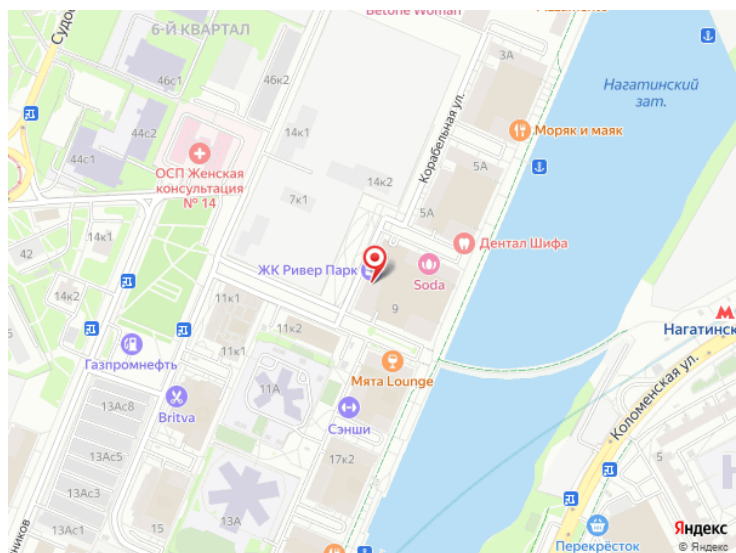 Betone Woman
Судос
6-Й КВАРТАЛ
3А
46с1
46к2
Нагатинский
зат.
Корабельная ул.
44с2
14к1
Моряк и маяк
44с1
ОСП Женская
консультация
№ 14
5А
14к2
7к1
5А
14к1
42
Дентал Шифа
ЖК Ривер Парк
Soda
14к2
11к1
9
11к2
Нагатинск
11к1
Газпромнефть
Мята Lounge
11А
Коломенская ул.
13Ас8
Britva
Сэнши
13Ас5
17к2
5
13Ас3
13А
ников
13Ас1
15
Перекрёсток
Яндекс
© Яндекс